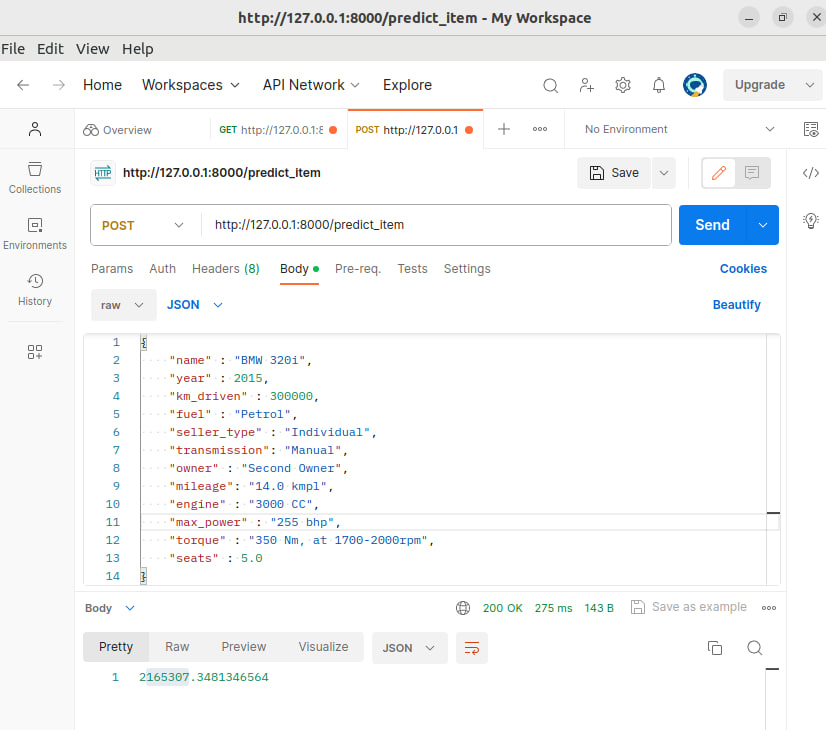 http://127.0.0.1:8000/predict_item - My Workspace
File Edit View Help
Home Workspaces API Network Explore Upgrade
Overview GET http://127.0.0.1:8 POST http://127.0.0.1 No Environment
HTTP http://127.0.0.1:8000/predict_item Save
Collections
Environments
History
POST http://127.0.0.1:8000/predict_item Send
Params Auth Headers (8) Body Pre-req. Tests Settings Cookies
raw JSON Beautify
1 {
2 "name" : "BMW 320i",
3 "year" : 2015,
4 "km_driven" : 300000,
5 "fuel" : "Petrol",
6 "seller_type" : "Individual",
7 "transmission": "Manual",
8 "owner" : "Second Owner",
9 "mileage": "14.0 kmpl",
10 "engine" : "3000 CC",
11 "max_power" : "255 bhp",
12 "torque" : "350 Nm, at 1700-2000rpm",
13 "seats" : 5.0
14 }
Body 200 OK 275 ms 143 B Save as example
Pretty Raw Preview Visualize JSON
1 2165307.3481346564